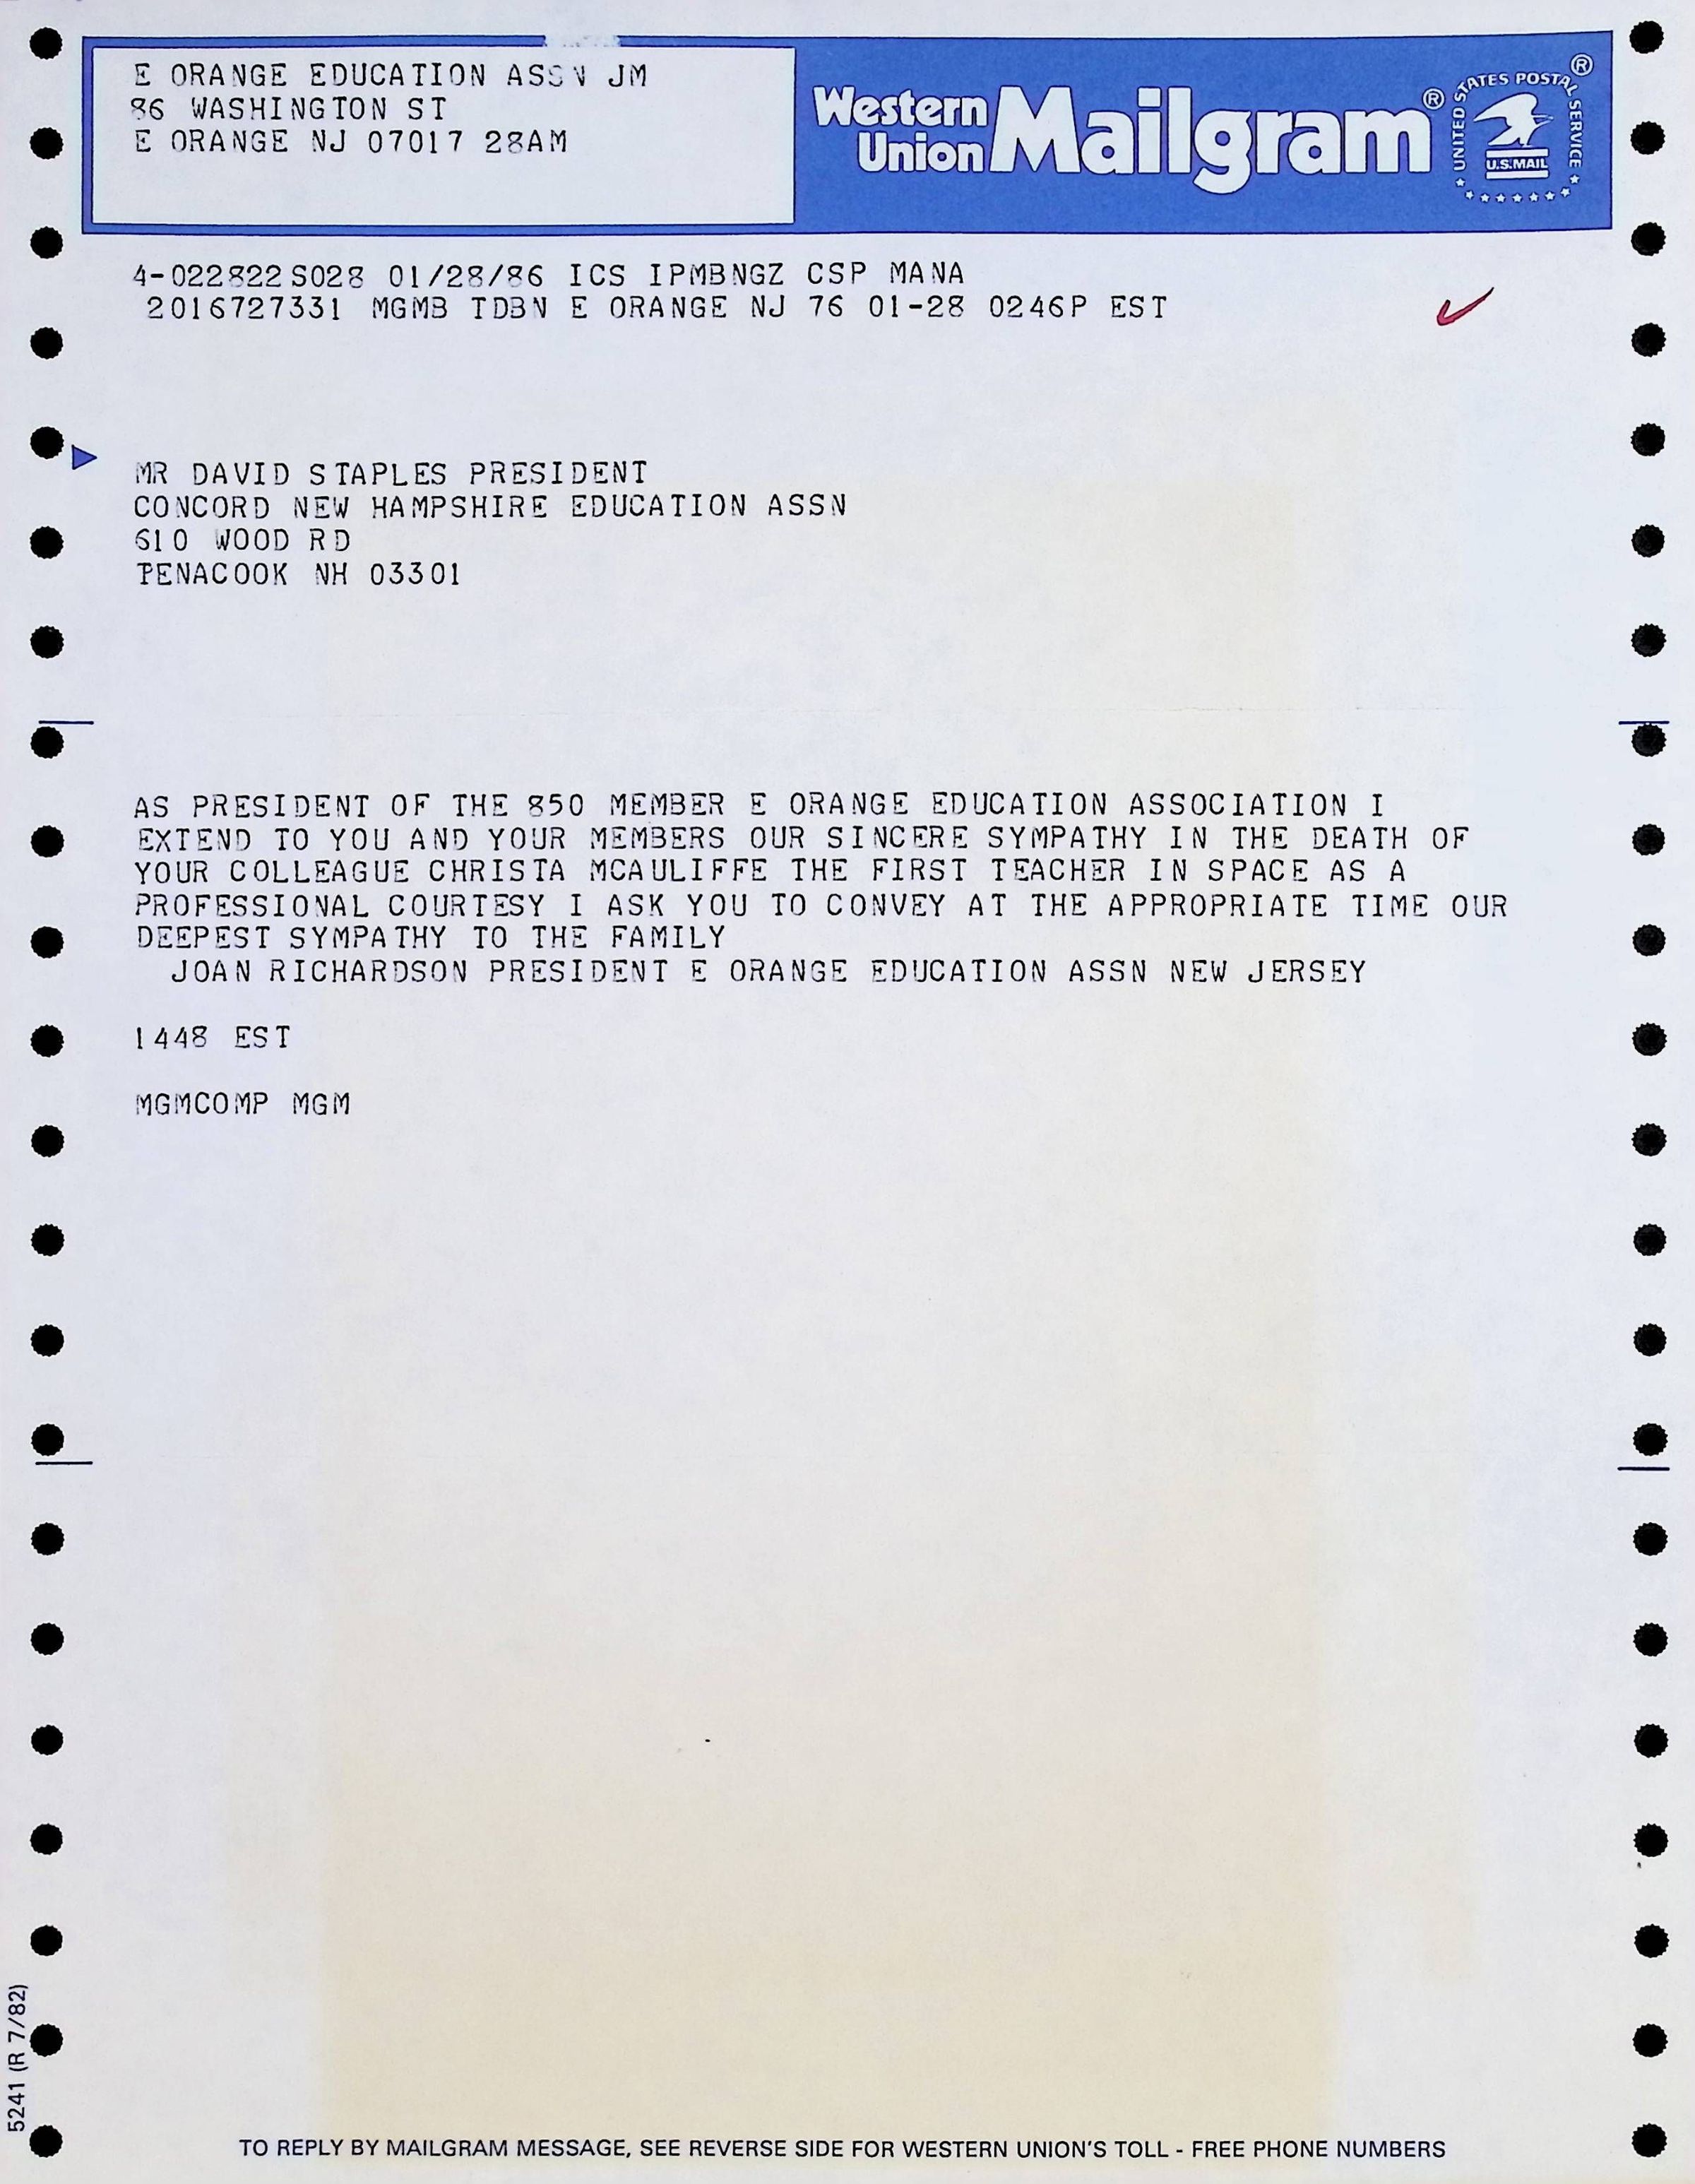 E ORANGE EDUCATION ASSN JM
86 WASHINGTON ST
E ORANGE NJ 07017 28AM
Western Union Mailgram®
® UNITED STATES POSTAL SERVICE
U.S.MAIL
4-022822S028 01/28/86 ICS IPMBNGZ CSP MANA
2016727331 MGMB TDBN E ORANGE NJ 76 01-28 0246P EST
MR DAVID STAPLES PRESIDENT
CONCORD NEW HAMPSHIRE EDUCATION ASSN
610 WOOD RD
PENACOOK NH 03301
AS PRESIDENT OF THE 850 MEMBER E ORANGE EDUCATION ASSOCIATION I
EXTEND TO YOU AND YOUR MEMBERS OUR SINCERE SYMPATHY IN THE DEATH OF
YOUR COLLEAGUE CHRISTA MCAULIFFE THE FIRST TEACHER IN SPACE AS A
PROFESSIONAL COURTESY I ASK YOU TO CONVEY AT THE APPROPRIATE TIME OUR
DEEPEST SYMPATHY TO THE FAMILY
JOAN RICHARDSON PRESIDENT E ORANGE EDUCATION ASSN NEW JERSEY
1448 EST
MGMCOMP MGM
5241 (R 7/82)
TO REPLY BY MAILGRAM MESSAGE, SEE REVERSE SIDE FOR WESTERN UNION'S TOLL - FREE PHONE NUMBERS